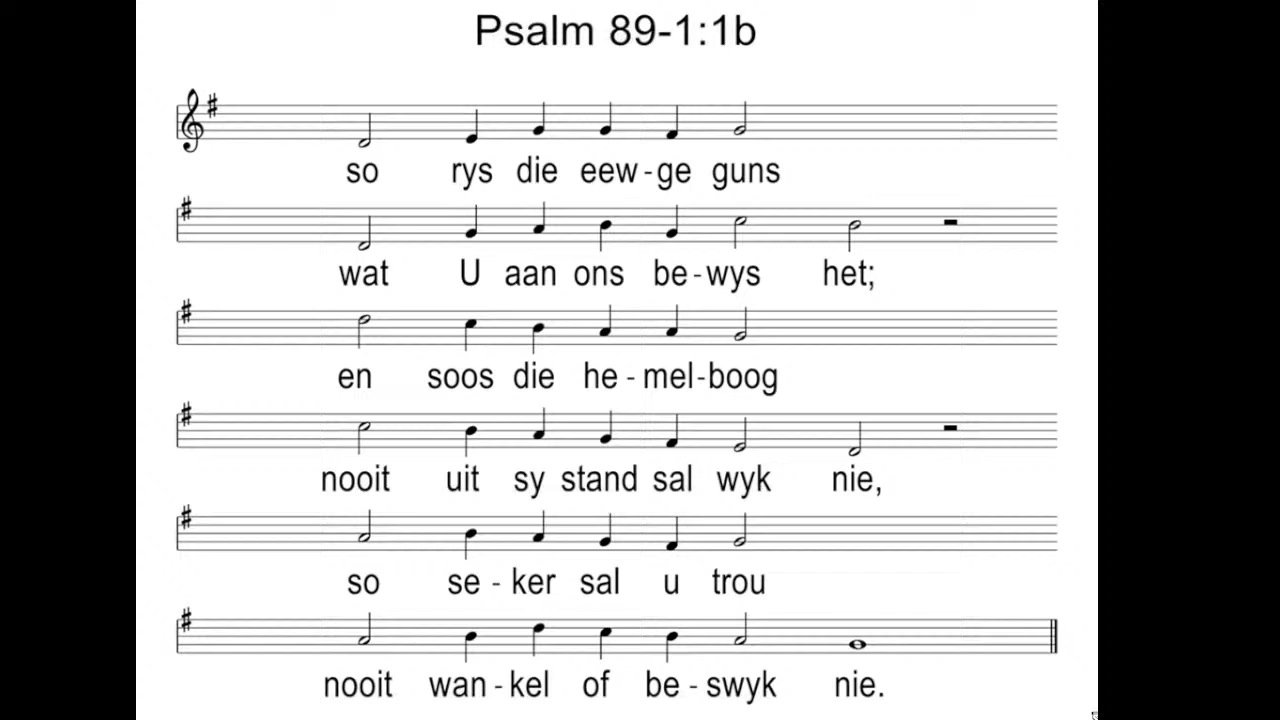 Psalm 89-1:1b
so rys die eew-ge guns
wat U aan ons be-wys het;
en soos die he-mel-boog
nooit uit sy stand sal wyk nie,
so se-ker sal u trou
nooit wan-kel of be-swyk nie.